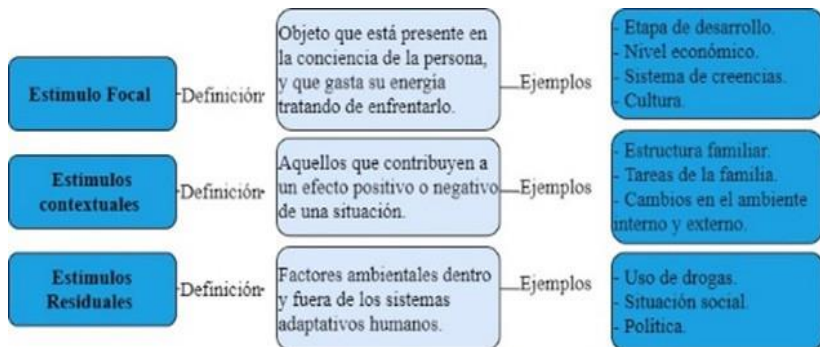 Estimulo Focal
Definición
Objeto que está presente en
la conciencia de la persona,
y que gasta su energía
tratando de enfrentarlo.
Ejemplos
- Etapa de desarrollo.
- Nivel económico.
- Sistema de creencias.
- Cultura.
Estímulos
contextuales
Definición
Aquellos que contribuyen a
un efecto positivo o negativo
de una situación.
Ejemplos
- Estructura familiar.
- Tareas de la familia.
- Cambios en el ambiente
interno y externo.
Estímulos
Residuales
Definición
Factores ambientales dentro
y fuera de los sistemas
adaptativos humanos.
Ejemplos
- Uso de drogas.
- Situación social.
- Política.